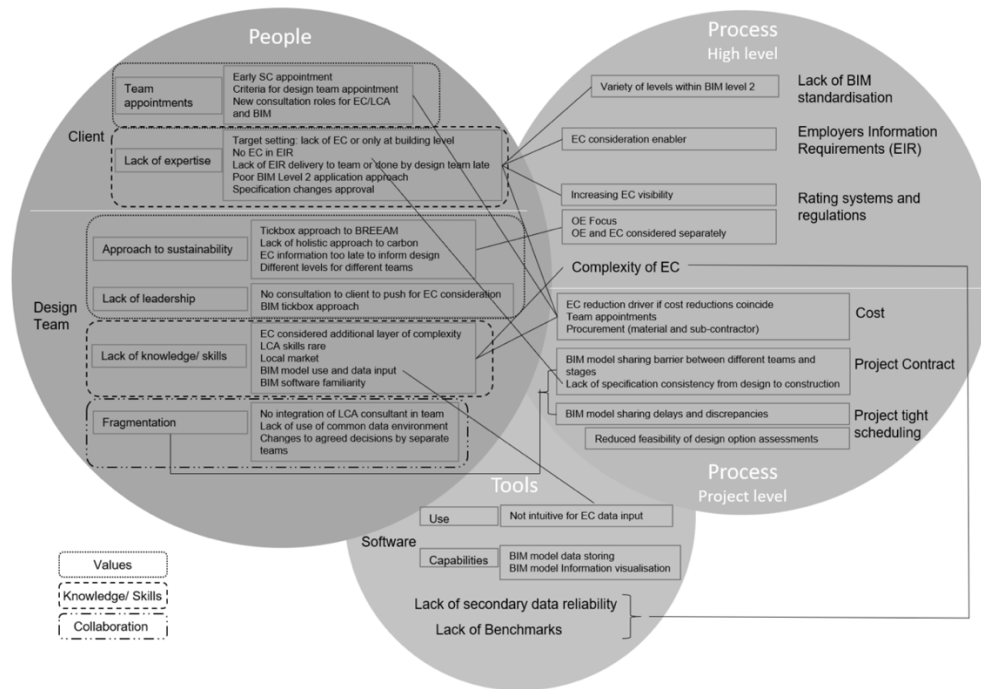 People
Client
Team
appointments
Early SC appointment
Criteria for design team appointment
New consultation roles for EC/LCA
and BIM
Lack of expertise
Target setting: lack of EC or only at building level
No EC in EIR
Lack of EIR delivery to team or done by design team late
Poor BIM Level 2 application approach
Specification changes approval
Design
Team
Approach to sustainability
Tickbox approach to BREEAM
Lack of holistic approach to carbon
EC information too late to inform design
Different levels for different teams
Lack of leadership
No consultation to client to push for EC consideration
BIM tickbox approach
Lack of knowledge/ skills
EC considered additional layer of complexity
LCA skills rare
Local market
BIM model use and data input
BIM software familiarity
Fragmentation
No integration of LCA consultant in team
Lack of use of common data environment
Changes to agreed decisions by separate
teams
Process
High level
Variety of levels within BIM level 2
Lack of BIM
standardisation
EC consideration enabler
Employers Information
Requirements (EIR)
Increasing EC visibility
OE Focus
OE and EC considered separately
Rating systems and
regulations
Complexity of EC
EC reduction driver if cost reductions coincide
Team appointments
Procurement (material and sub-contractor)
Cost
BIM model sharing barrier between different teams and
stages
Lack of specification consistency from design to construction
Project Contract
BIM model sharing delays and discrepancies
Reduced feasibility of design option assessments
Project tight
scheduling
Process
Project level
Tools
Software
Use
Not intuitive for EC data input
Capabilities
BIM model data storing
BIM model Information visualisation
Lack of secondary data reliability
Lack of Benchmarks
Values
Knowledge/ Skills
Collaboration